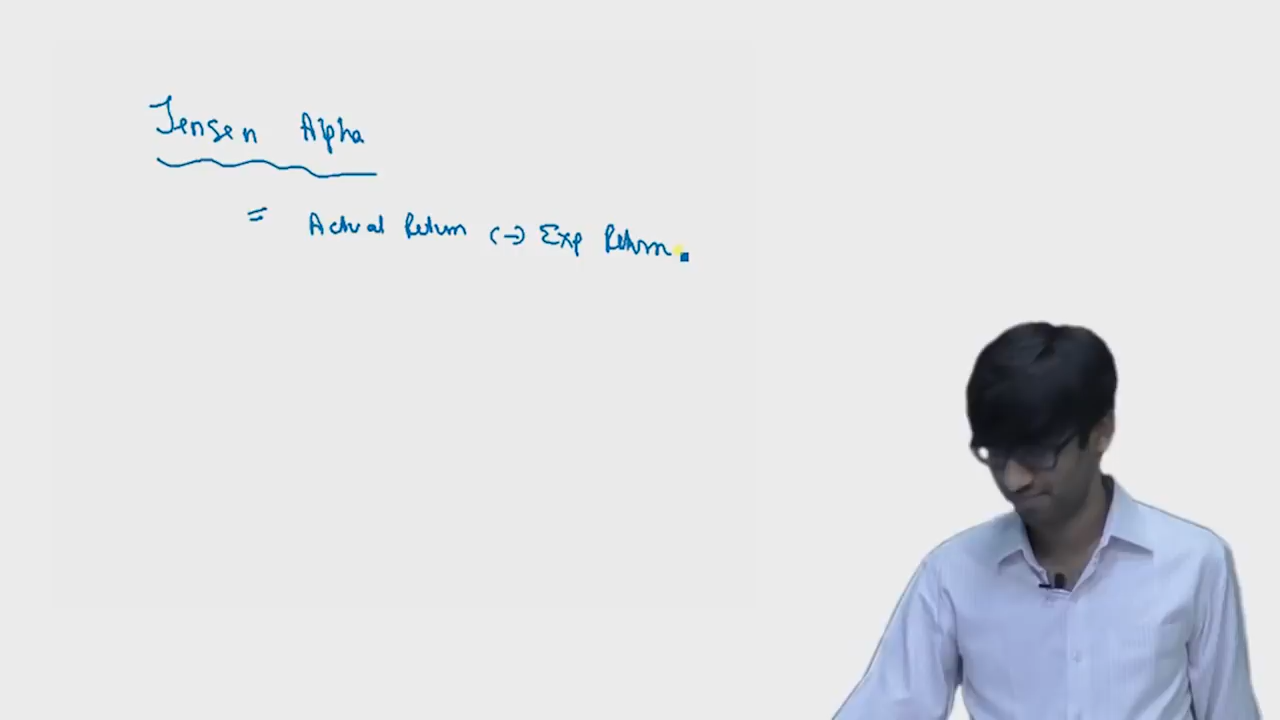 Jensen Alpha
= Actual Return (-) Exp Return